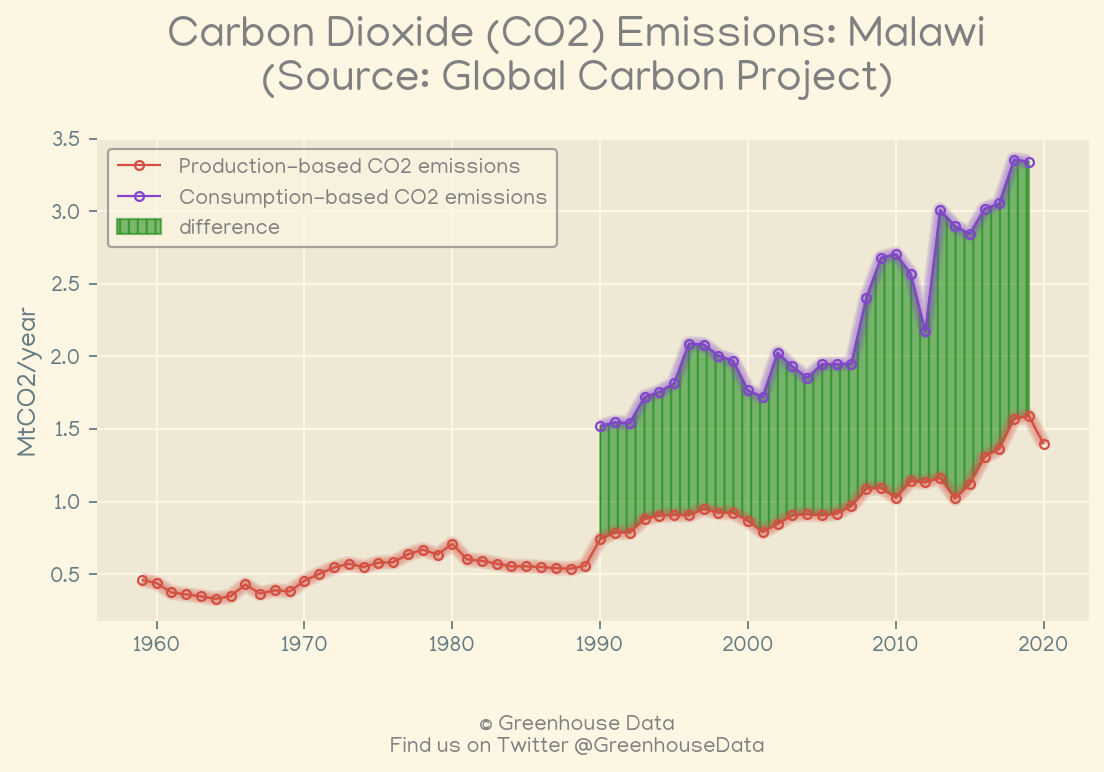 Carbon Dioxide (CO2) Emissions: Malawi
(Source: Global Carbon Project)
Production-based CO2 emissions
Consumption-based CO2 emissions
difference
MtCO2/year
3.5
3.0
2.5
2.0
1.5
1.0
0.5
1960 1970 1980 1990 2000 2010 2020
© Greenhouse Data
Find us on Twitter @GreenhouseData